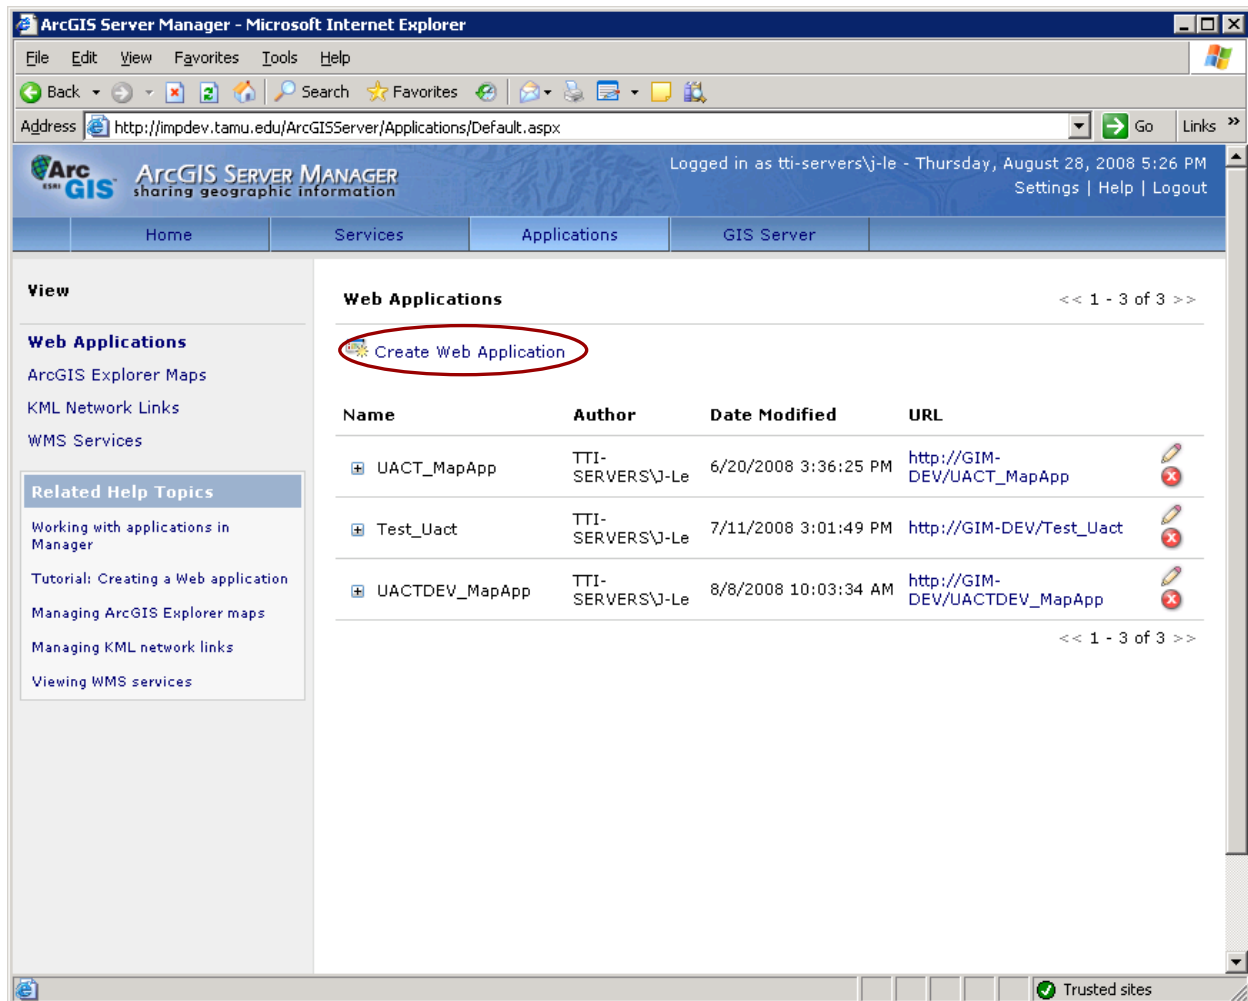 ArcGIS Server Manager - Microsoft Internet Explorer
File Edit View Favorites Tools Help
Back Search Favorites
Address http://impdev.tamu.edu/ArcGISServer/Applications/Default.aspx Go Links »
Arc GIS ESRI
ArcGIS Server Manager
sharing geographic information
Logged in as tti-servers\j-le - Thursday, August 28, 2008 5:26 PM
Settings | Help | Logout
Home Services Applications GIS Server
View
Web Applications
ArcGIS Explorer Maps
KML Network Links
WMS Services
Related Help Topics
Working with applications in
Manager
Tutorial: Creating a Web application
Managing ArcGIS Explorer maps
Managing KML network links
Viewing WMS services
Web Applications << 1 - 3 of 3 >>
Create Web Application
Name Author Date Modified URL
UACT_MapApp TTI-
SERVERS\J-Le 6/20/2008 3:36:25 PM http://GIM-
DEV/UACT_MapApp
Test_Uact TTI-
SERVERS\J-Le 7/11/2008 3:01:49 PM http://GIM-DEV/Test_Uact
UACTDEV_MapApp TTI-
SERVERS\J-Le 8/8/2008 10:03:34 AM http://GIM-
DEV/UACTDEV_MapApp
<< 1 - 3 of 3 >>
Trusted sites